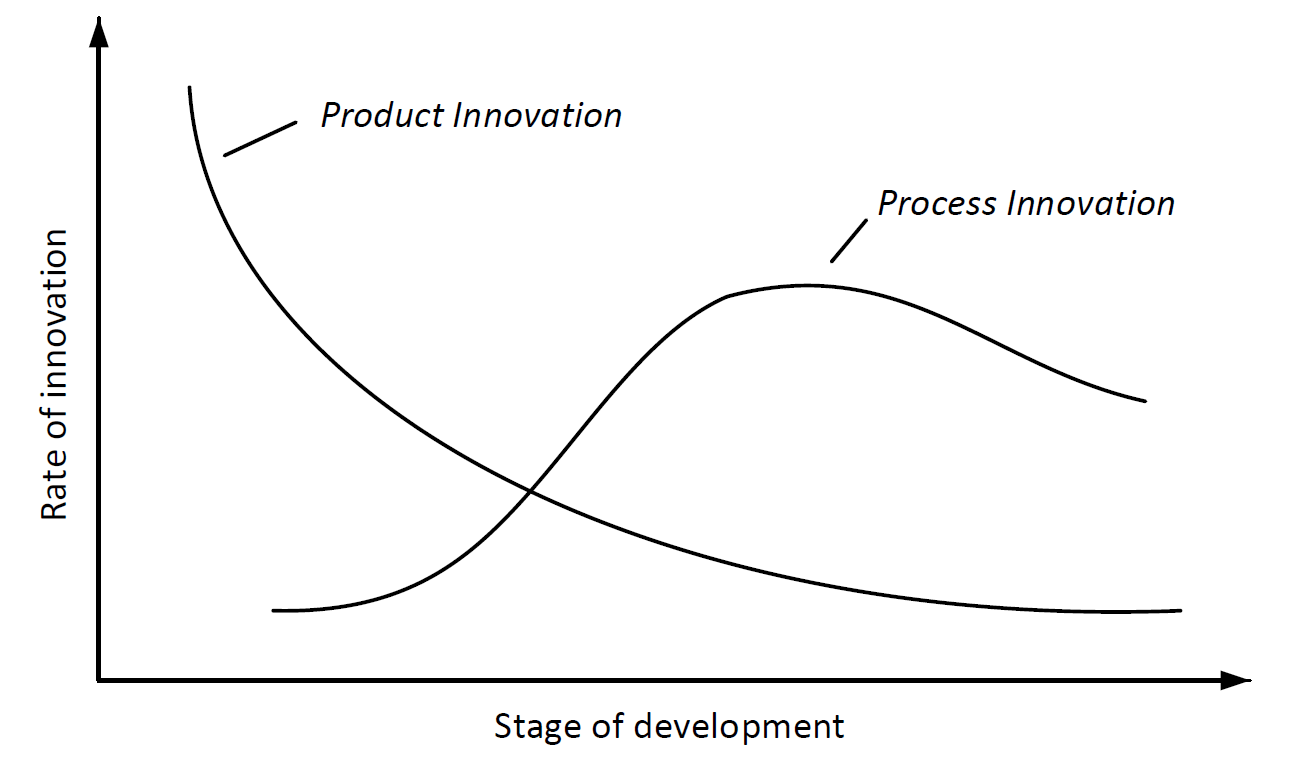 Product Innovation
Process Innovation
Rate of innovation
Stage of development